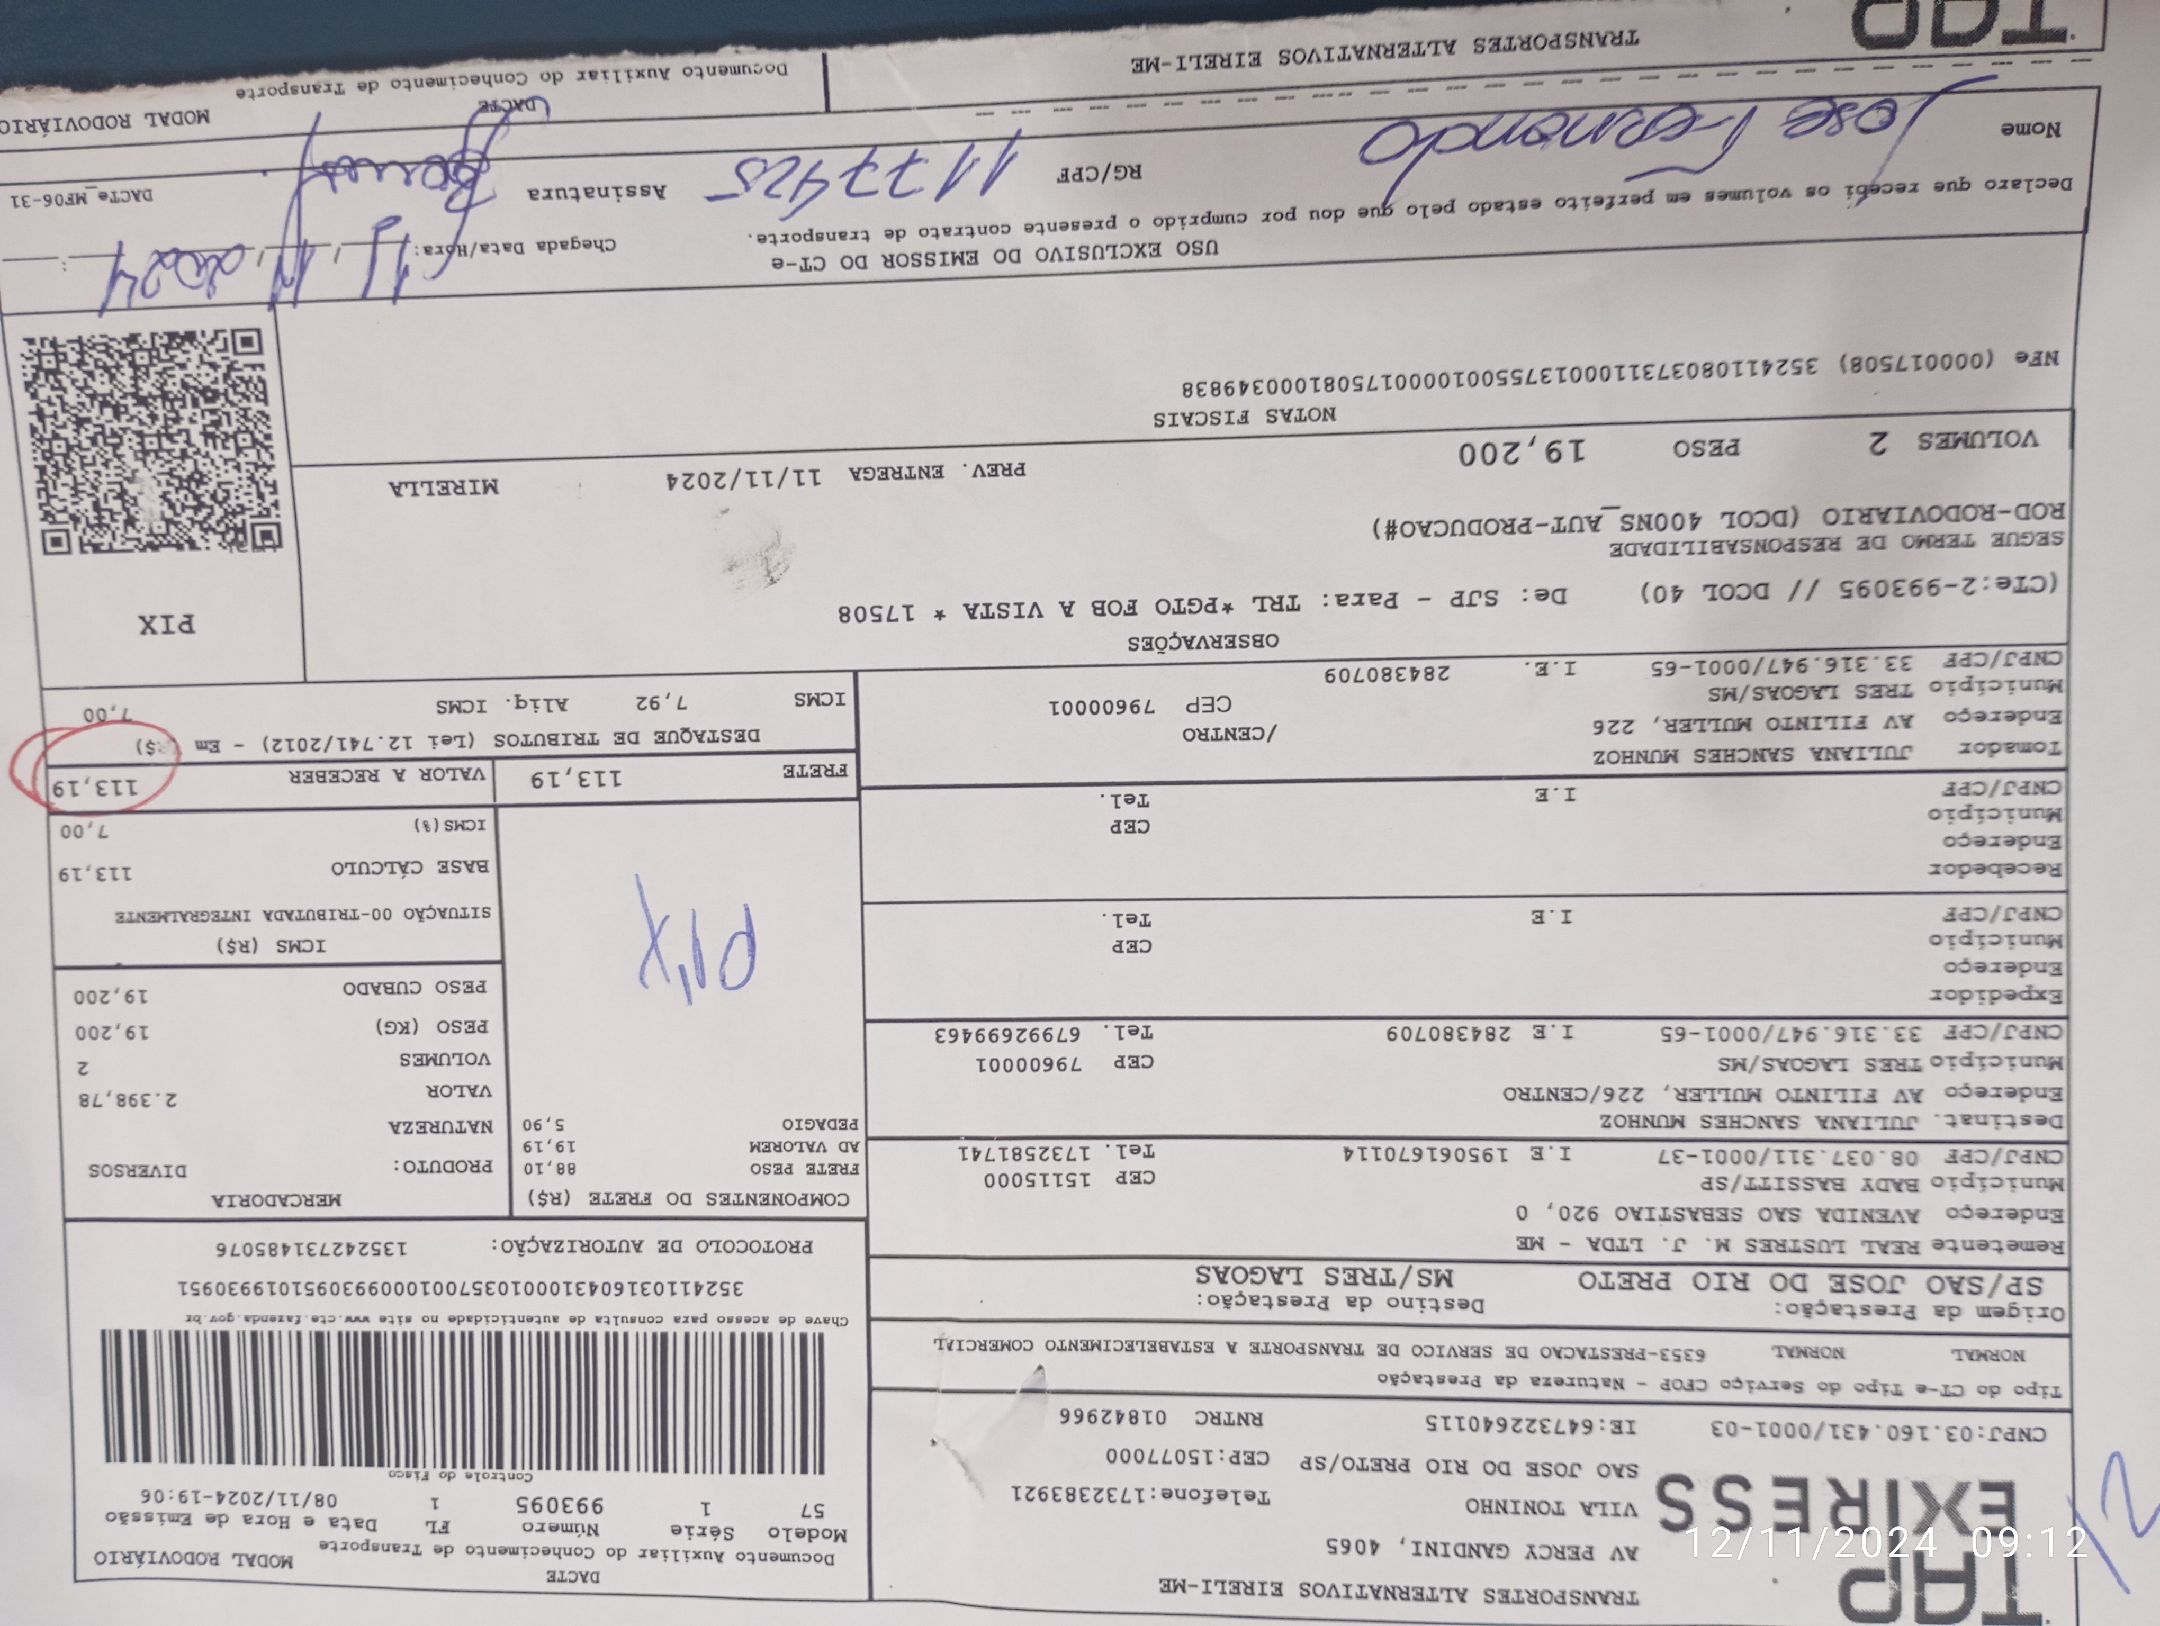 TAP
EXIRESS
TRANSPORTES ALTERNATIVOS EIRELI-ME
AV PERCY GANDINI, 4065
VILA TONINHO Telefone:1732383921
SAO JOSE DO RIO PRETO/SP CEP:15077000
CNPJ:03.160.431/0001-03 IE:647322640115 RNTRC 01842966
12
12/11/2024 09:12
DACTE
Documento Auxiliar do Conhecimento de Transporte MODAL RODOVIÁRIO
Modelo Série Número FL Data e Hora de Emissão
57 1 993095 1 08/11/2024-19:06
Controle do Fisco
Chave de acesso para consulta de autenticidade no site www.cte.fazenda.gov.br
35241103160431000103570010009930951019930951
PROTOCOLO DE AUTORIZAÇÃO: 135242731485076
Tipo do CT-e Tipo do Serviço CFOP - Natureza da Prestação
NORMAL NORMAL 6353-PRESTACAO DE SERVICO DE TRANSPORTE A ESTABELECIMENTO COMERCIAL
Origem da Prestação: Destino da Prestação:
SP/SAO JOSE DO RIO PRETO MS/TRES LAGOAS
Remetente REAL LUSTRES M. J. LTDA - ME
Endereço AVENIDA SAO SEBASTIAO 920, 0
Município BADY BASSITT/SP CEP 15115000
CNPJ/CPF 08.037.311/0001-37 I.E 195061670114 Tel. 1732581741
Destinat. JULIANA SANCHES MUNHOZ
Endereço AV FILINTO MULLER, 226/CENTRO
Município TRES LAGOAS/MS CEP 79600001
CNPJ/CPF 33.316.947/0001-65 I.E 284380709 Tel. 67992699463
Expedidor
Endereço
Município CEP
CNPJ/CPF I.E Tel.
Recebedor
Endereço
Município CEP
CNPJ/CPF I.E Tel.
Tomador JULIANA SANCHES MUNHOZ
Endereço AV FILINTO MULLER, 226 /CENTRO
Município TRES LAGOAS/MS CEP 79600001
CNPJ/CPF 33.316.947/0001-65 I.E. 284380709
COMPONENTES DO FRETE (R$)
FRETE PESO 88,10
AD VALOREM 19,19
PEDAGIO 5,90
PIX
MERCADORIA
PRODUTO: DIVERSOS
NATUREZA
VALOR 2.398,78
VOLUMES 2
PESO (KG) 19,200
PESO CUBADO 19,200
ICMS (R$)
SITUAÇÃO 00-TRIBUTADA INTEGRALMENTE
BASE CÁLCULO 113,19
ICMS(%) 7,00
FRETE 113,19 VALOR A RECEBER 113,19
DESTAQUE DE TRIBUTOS (Lei 12.741/2012) - Em (R$)
ICMS 7,92 Aliq. ICMS 7,00
OBSERVAÇÕES
(CTe:2-993095 // DCOL 40) De: SJP - Para: TRL *PGTO FOB A VISTA * 17508
SEGUE TERMO DE RESPONSABILIDADE
ROD-RODOVIARIO (DCOL 400NS_AUT-PRODUCAO#)
PIX
VOLUMES 2 PESO 19,200 PREV. ENTREGA 11/11/2024 MIRELLA
NOTAS FISCAIS
NFe (000017508) 35241108037311000137550010000175081000349838
USO EXCLUSIVO DO EMISSOR DO CT-e
Declaro que recebi os volumes em perfeito estado pelo que dou por cumprido o presente contrato de transporte.
Chegada Data/Hora: / / :
Nome Jose Fernando RG/CPF 1177425 Assinatura
DACTe_MF06-31
DACTE
Documento Auxiliar do Conhecimento de Transporte MODAL RODOVIÁRIO
TAP
TRANSPORTES ALTERNATIVOS EIRELI-ME